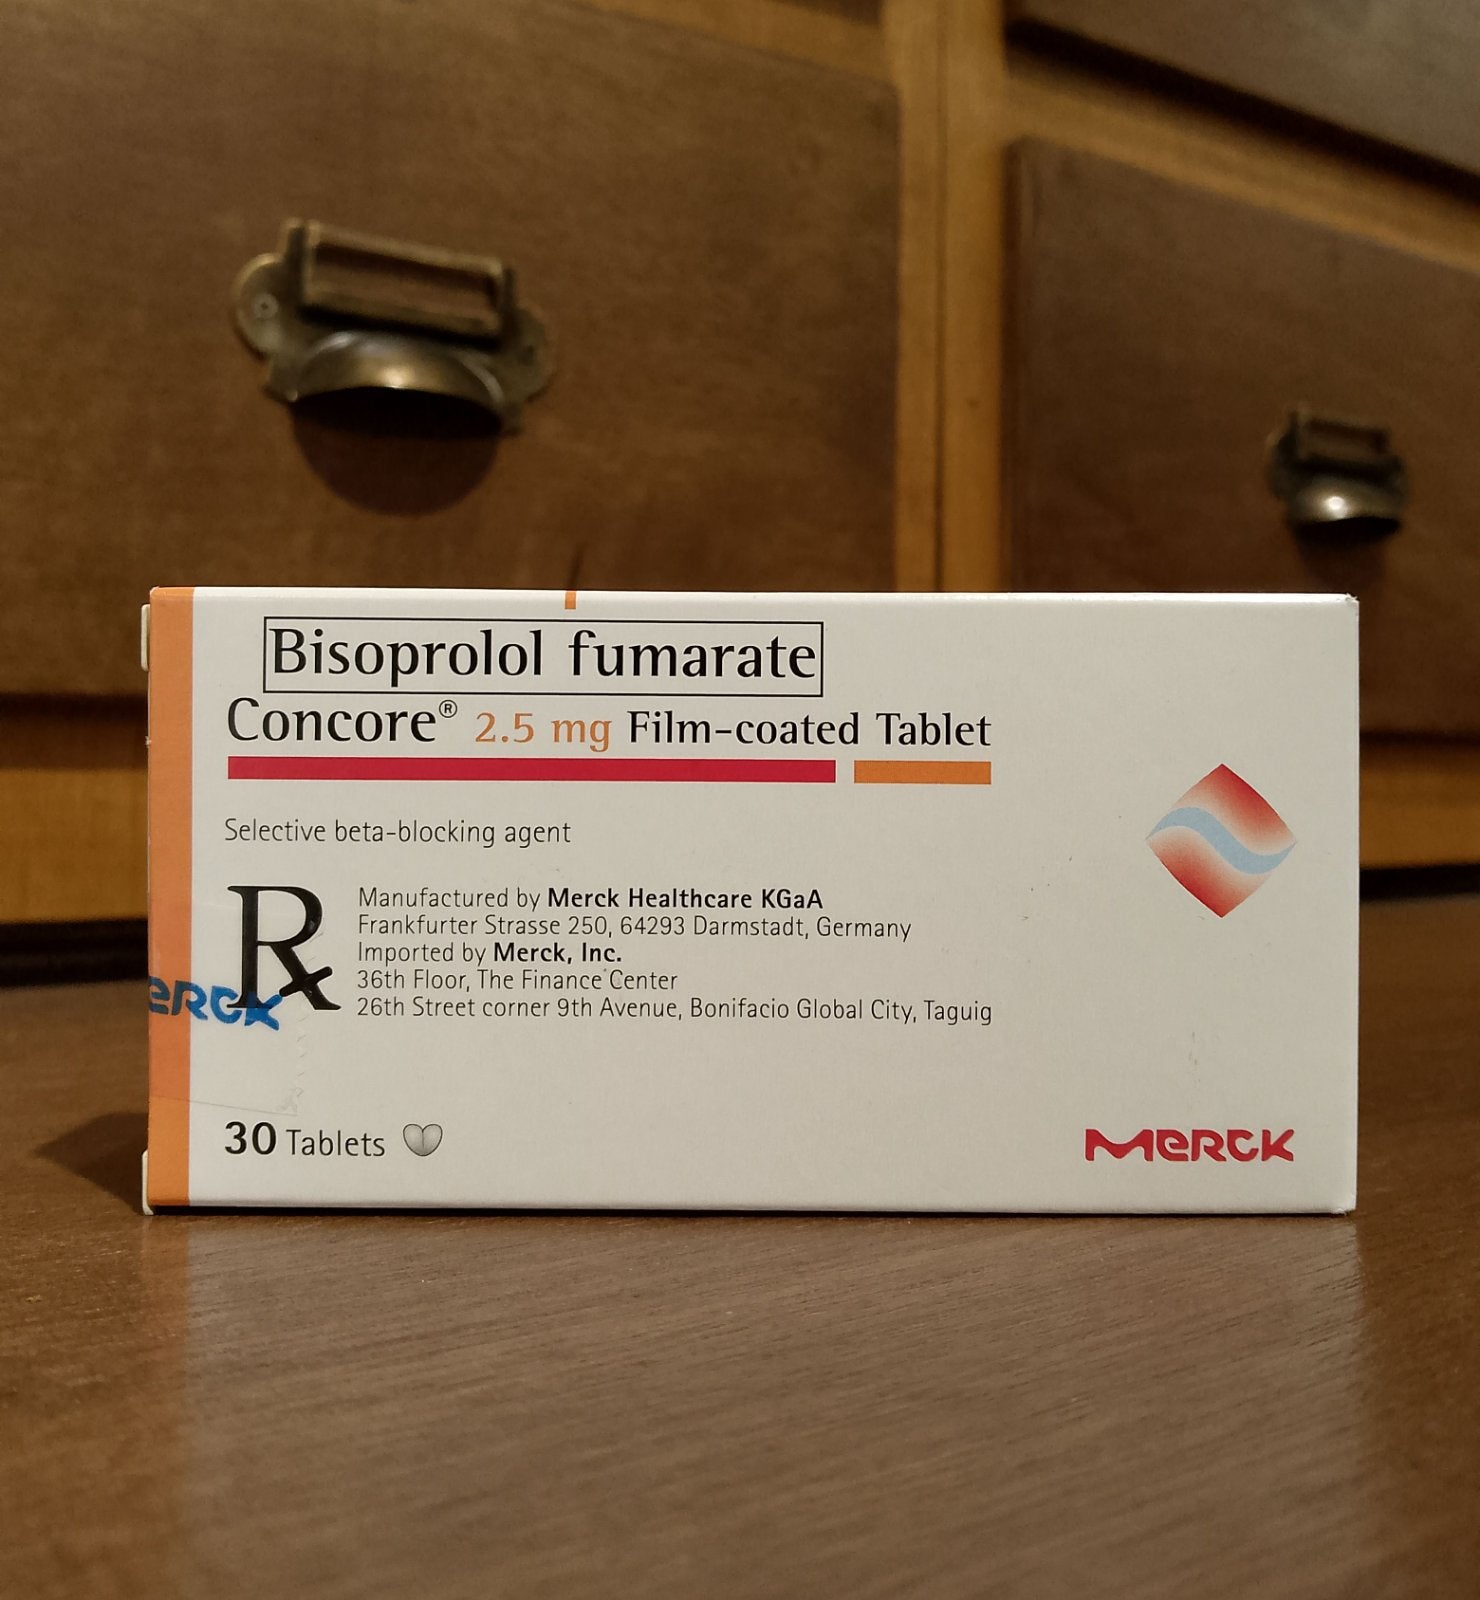 Bisoprolol fumarate
Concore® 2.5 mg Film-coated Tablet
Selective beta-blocking agent
Rx
Manufactured by Merck Healthcare KGaA
Frankfurter Strasse 250, 64293 Darmstadt, Germany
Imported by Merck, Inc.
36th Floor, The Finance Center
26th Street corner 9th Avenue, Bonifacio Global City, Taguig
ERCK
30 Tablets
MERCK